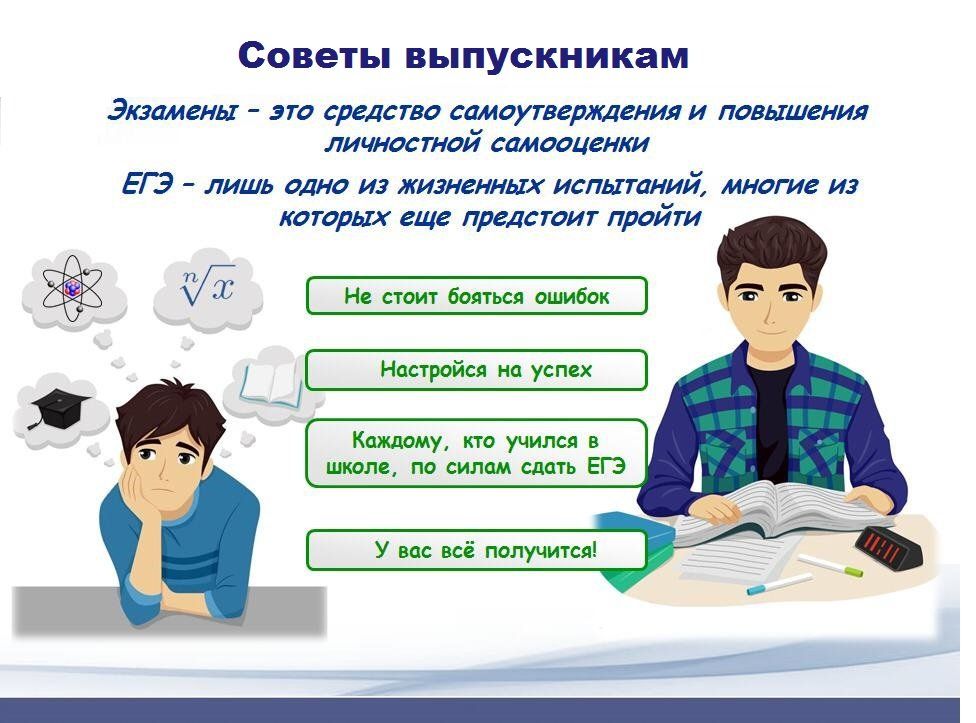 Советы выпускникам
Экзамены – это средство самоутверждения и повышения
личностной самооценки
ЕГЭ – лишь одно из жизненных испытаний, многие из
которых еще предстоит пройти
n√x
Не стоит бояться ошибок
Настройся на успех
Каждому, кто учился в
школе, по силам сдать ЕГЭ
У вас всё получится!